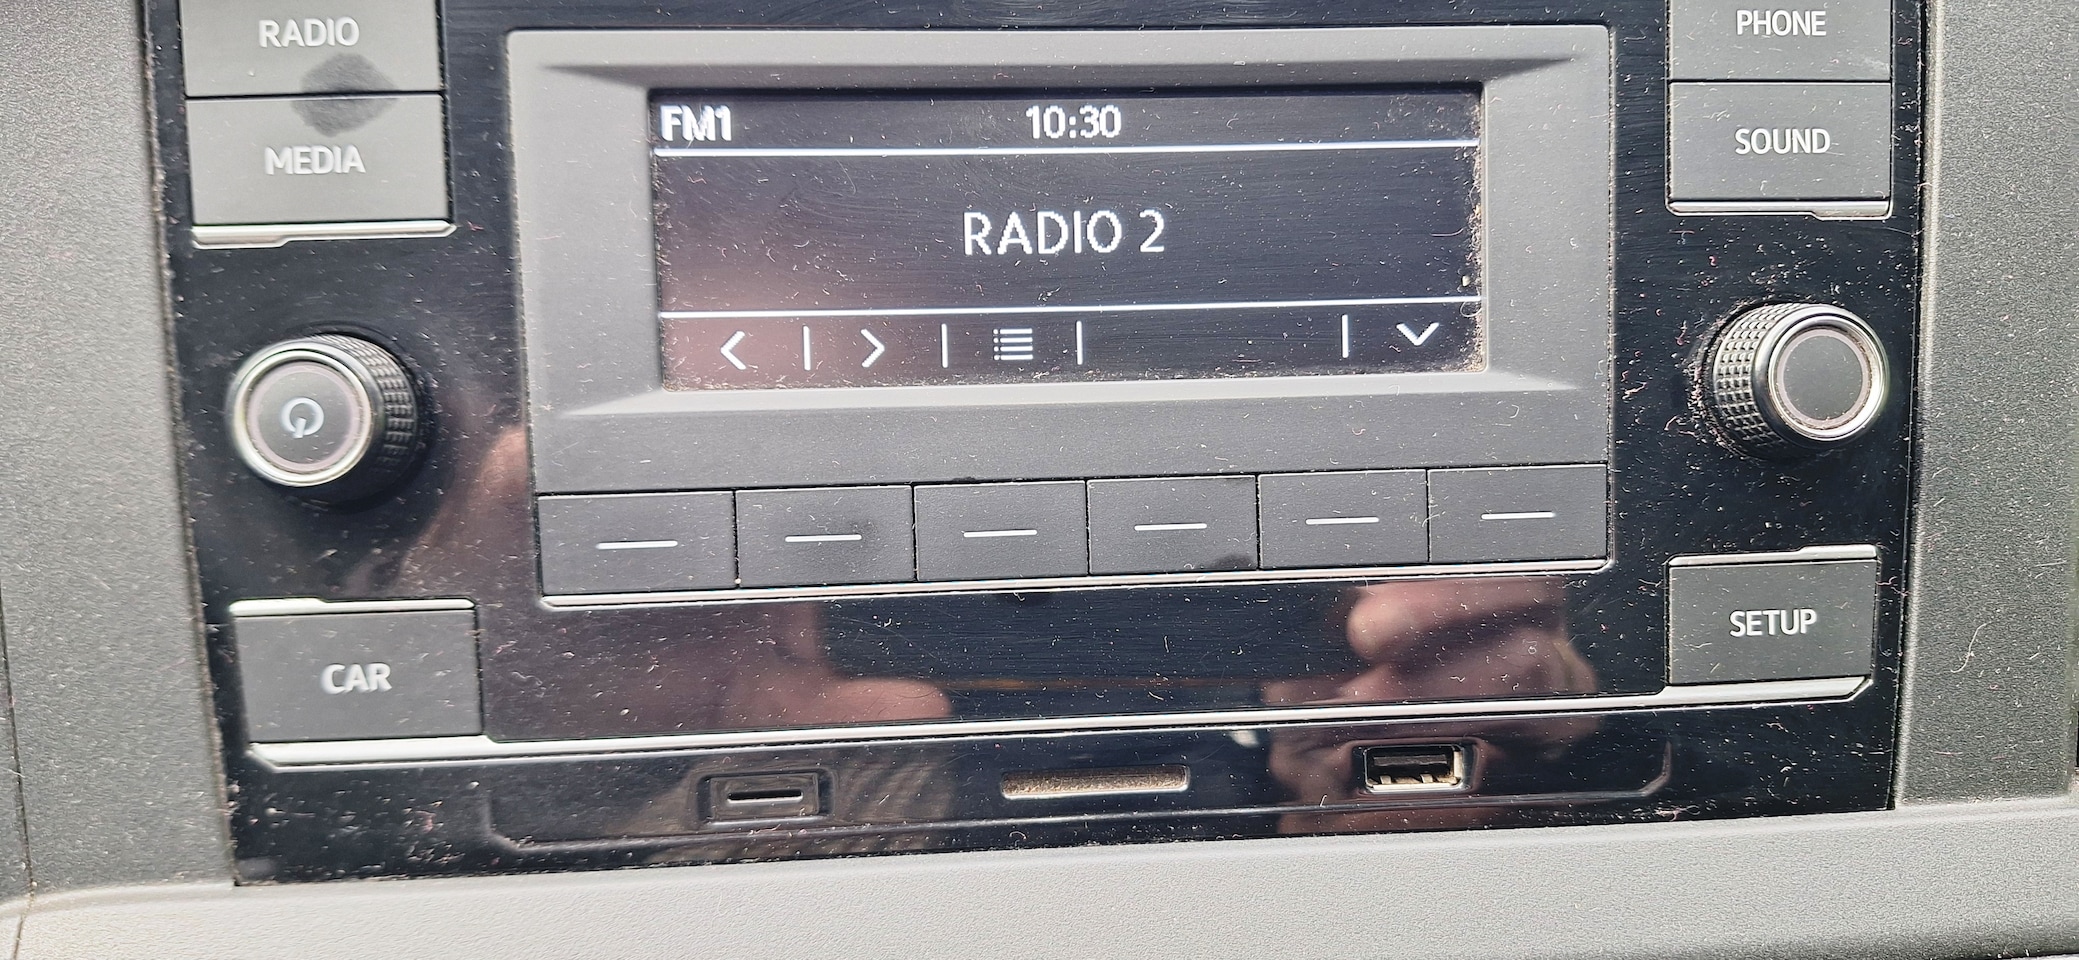 RADIO
MEDIA
FM1 10:30
RADIO 2
PHONE
SOUND
CAR
SETUP